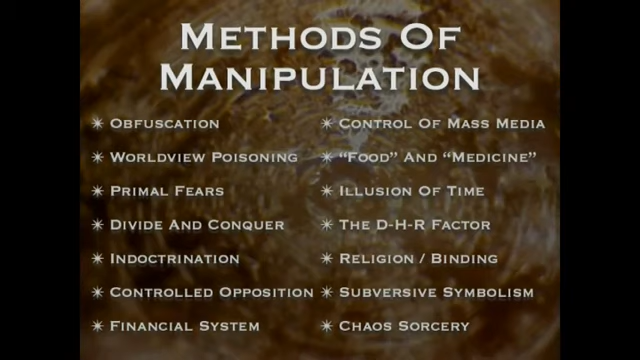 Methods Of
Manipulation
✴ Obfuscation
✴ Worldview Poisoning
✴ Primal Fears
✴ Divide And Conquer
✴ Indoctrination
✴ Controlled Opposition
✴ Financial System
✴ Control Of Mass Media
✴ “Food” And “Medicine”
✴ Illusion Of Time
✴ The D-H-R Factor
✴ Religion / Binding
✴ Subversive Symbolism
✴ Chaos Sorcery